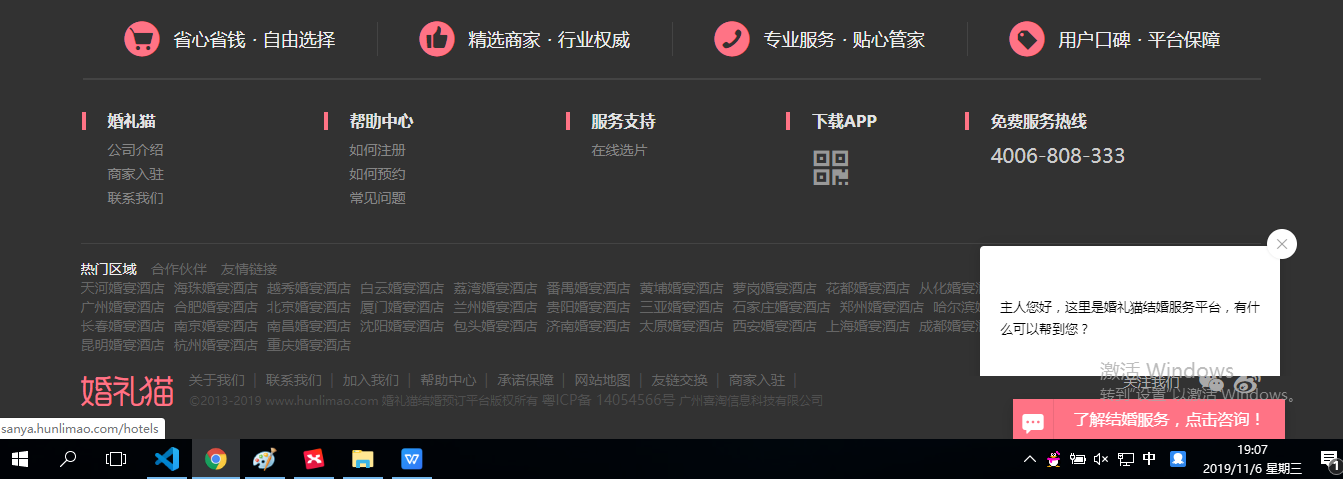 省心省钱 · 自由选择 精选商家 · 行业权威 专业服务 · 贴心管家 用户口碑 · 平台保障
婚礼猫 帮助中心 服务支持 下载APP 免费服务热线
公司介绍 如何注册 在线选片 4006-808-333
商家入驻 如何预约
联系我们 常见问题
热门区域 合作伙伴 友情链接
天河婚宴酒店 海珠婚宴酒店 越秀婚宴酒店 白云婚宴酒店 荔湾婚宴酒店 番禺婚宴酒店 黄埔婚宴酒店 萝岗婚宴酒店 花都婚宴酒店 从化婚宴
广州婚宴酒店 合肥婚宴酒店 北京婚宴酒店 厦门婚宴酒店 兰州婚宴酒店 贵阳婚宴酒店 三亚婚宴酒店 石家庄婚宴酒店 郑州婚宴酒店 哈尔滨
长春婚宴酒店 南京婚宴酒店 南昌婚宴酒店 沈阳婚宴酒店 包头婚宴酒店 济南婚宴酒店 太原婚宴酒店 西安婚宴酒店 上海婚宴酒店 成都婚宴
昆明婚宴酒店 杭州婚宴酒店 重庆婚宴酒店
主人您好，这里是婚礼猫结婚服务平台，有什
么可以帮到您？
婚礼猫
关于我们 | 联系我们 | 加入我们 | 帮助中心 | 承诺保障 | 网站地图 | 友链交换 | 商家入驻 |
©2013-2019 www.hunlimao.com 婚礼猫结婚预订平台版权所有 粤ICP备 14054566号 广州喜淘信息科技有限公司
关注我们
激活 Windows
转到"设置"以激活 Windows。
了解结婚服务，点击咨询！
sanya.hunlimao.com/hotels
中
19:07
2019/11/6 星期三
1